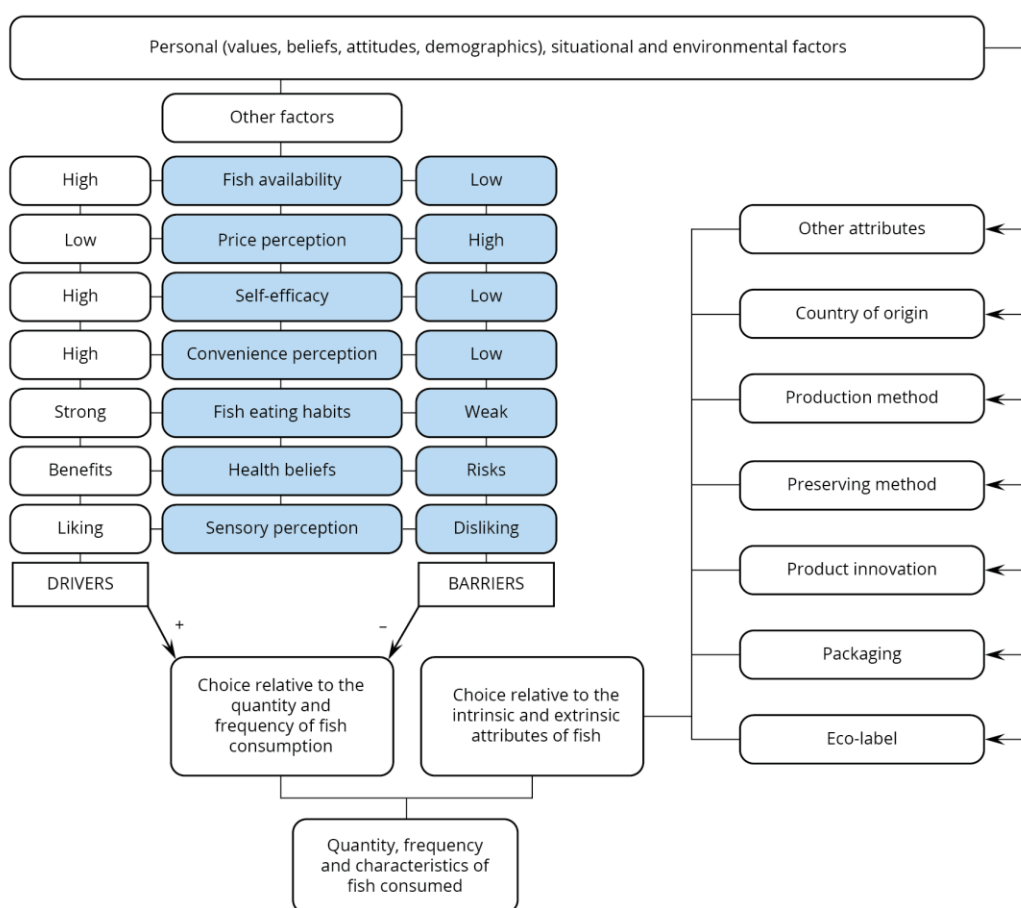 Personal (values, beliefs, attitudes, demographics), situational and environmental factors
Other factors
High
Fish availability
Low
Low
Price perception
High
High
Self-efficacy
Low
High
Convenience perception
Low
Strong
Fish eating habits
Weak
Benefits
Health beliefs
Risks
Liking
Sensory perception
Disliking
DRIVERS
BARRIERS
+
–
Choice relative to the
quantity and
frequency of fish
consumption
Choice relative to the
intrinsic and extrinsic
attributes of fish
Other attributes
Country of origin
Production method
Preserving method
Product innovation
Packaging
Eco-label
Quantity, frequency
and characteristics of
fish consumed